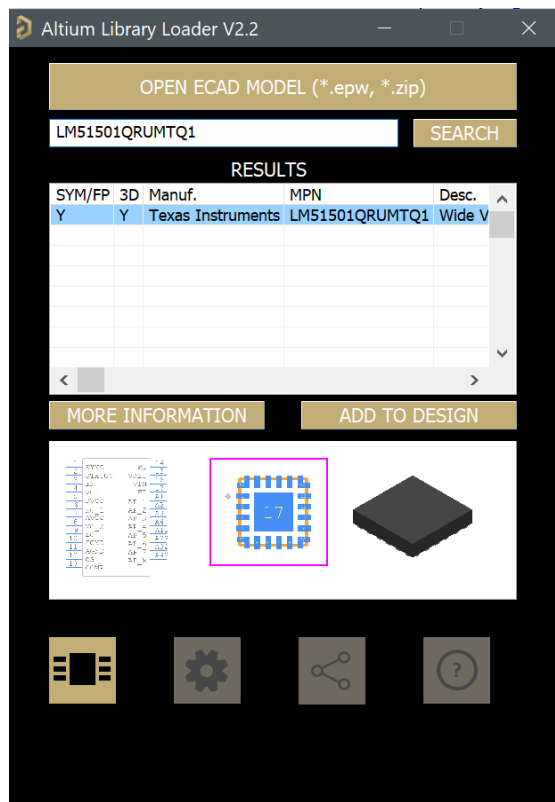 Altium Library Loader V2.2
OPEN ECAD MODEL (*.epw, *.zip)
LM51501QRUMTQ1 SEARCH
RESULTS
SYM/FP 3D Manuf. MPN Desc.
Y Y Texas Instruments LM51501QRUMTQ1 Wide V
MORE INFORMATION ADD TO DESIGN
17
?